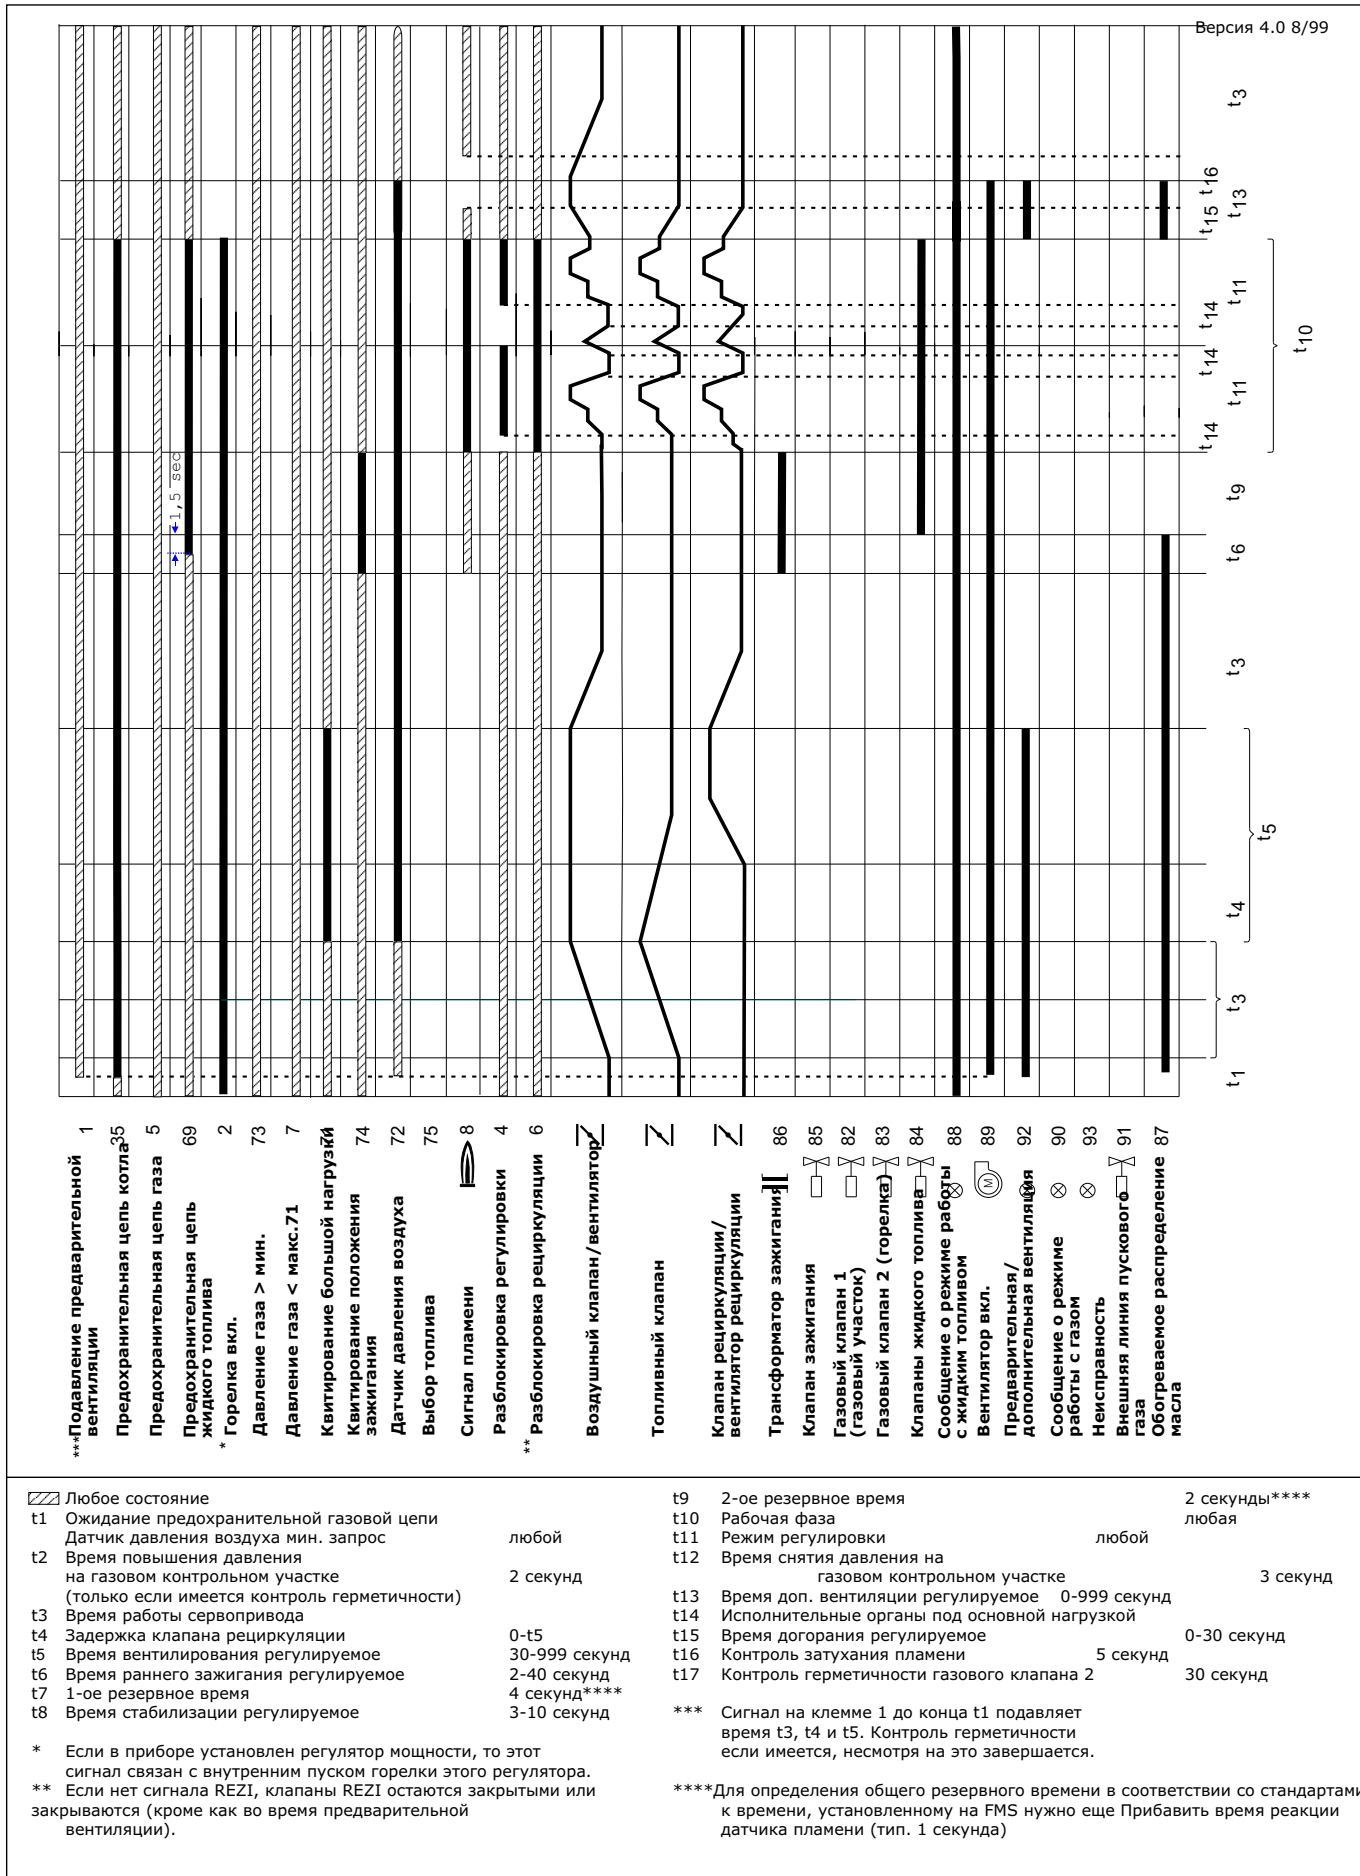 Версия 4.0 8/99
t3
t16
t13
t15
t11
t14
t10
t14
t11
t14
t9
t6
t3
t5
t4
t3
t1
1,5 sec
***Подавление предварительной
вентиляции
1
Предохранительная цепь котла
35
Предохранительная цепь газа
5
Предохранительная цепь
жидкого топлива
69
* Горелка вкл.
2
Давление газа > мин.
73
Давление газа < макс.71
7
Квитирование большой нагрузки
71
Квитирование положения
зажигания
74
Датчик давления воздуха
72
Выбор топлива
75
Сигнал пламени
8
Разблокировка регулировки
4
** Разблокировка рециркуляции
6
Воздушный клапан/вентилятор
Топливный клапан
Клапан рециркуляции/
вентилятор рециркуляции
Трансформатор зажигания
86
Клапан зажигания
85
Газовый клапан 1
(газовый участок)
82
Газовый клапан 2 (горелка)
83
Клапаны жидкого топлива
84
Сообщение о режиме работы
с жидким топливом
88
Вентилятор вкл.
89
M
Предварительная/
дополнительная вентиляция
92
Сообщение о режиме
работы с газом
90
Неисправность
93
Внешняя линия пускового
газа
91
Обогреваемое распределение
масла
87
Любое состояние
t1 Ожидание предохранительной газовой цепи
Датчик давления воздуха мин. запрос любой
t2 Время повышения давления
на газовом контрольном участке 2 секунд
(только если имеется контроль герметичности)
t3 Время работы сервопривода
t4 Задержка клапана рециркуляции 0-t5
t5 Время вентилирования регулируемое 30-999 секунд
t6 Время раннего зажигания регулируемое 2-40 секунд
t7 1-ое резервное время 4 секунд****
t8 Время стабилизации регулируемое 3-10 секунд
* Если в приборе установлен регулятор мощности, то этот
сигнал связан с внутренним пуском горелки этого регулятора.
** Если нет сигнала REZI, клапаны REZI остаются закрытыми или
закрываются (кроме как во время предварительной
вентиляции).
t9 2-ое резервное время 2 секунды****
t10 Рабочая фаза любая
t11 Режим регулировки любой
t12 Время снятия давления на
газовом контрольном участке 3 секунд
t13 Время доп. вентиляции регулируемое 0-999 секунд
t14 Исполнительные органы под основной нагрузкой
t15 Время догорания регулируемое 0-30 секунд
t16 Контроль затухания пламени 5 секунд
t17 Контроль герметичности газового клапана 2 30 секунд
*** Сигнал на клемме 1 до конца t1 подавляет
время t3, t4 и t5. Контроль герметичности
если имеется, несмотря на это завершается.
****Для определения общего резервного времени в соответствии со стандартами
к времени, установленному на FMS нужно еще Прибавить время реакции
датчика пламени (тип. 1 секунда)